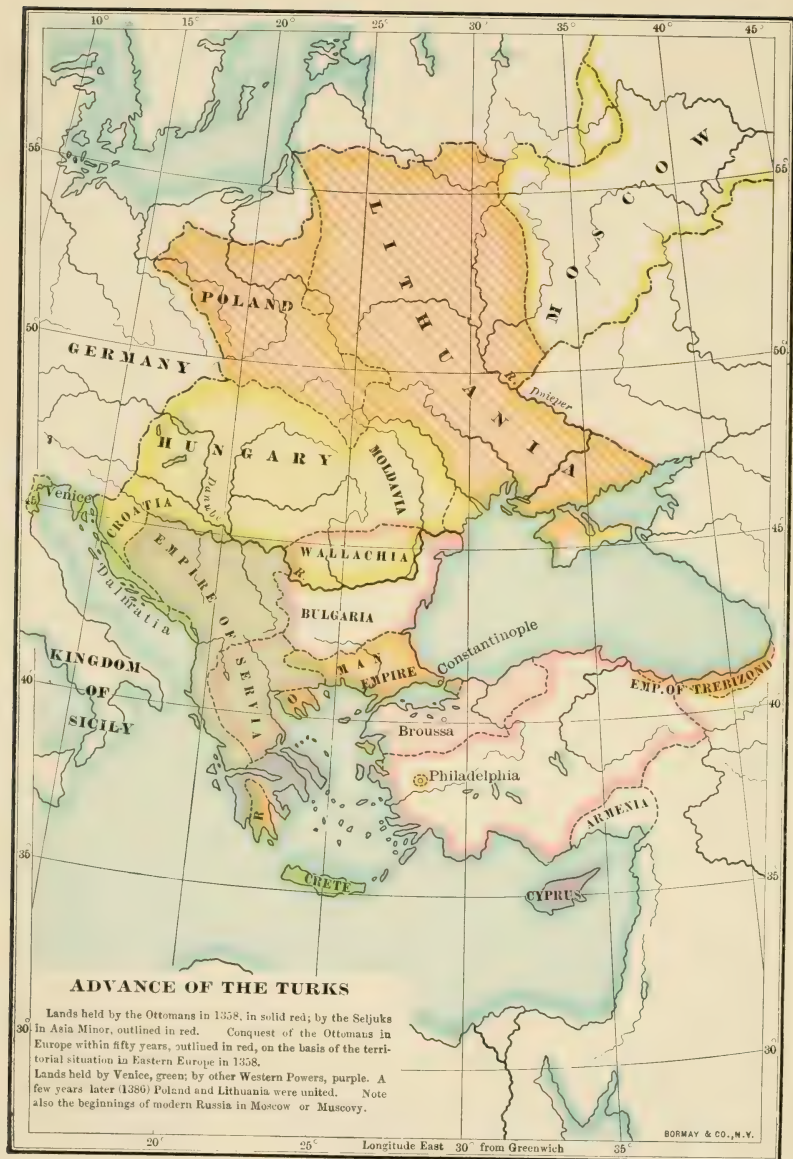 10° 15° 20° 25° 30° 35° 40° 45°
55°
55°
MOSCOW
LITHUANIA
POLAND
50
50
GERMANY
R. Dnieper
HUNGARY
MOLDAVIA
Danube
Venice
45
45
CROATIA
WALLACHIA
R.
EMPIRE OF SERVIA
Dalmatia
BULGARIA
Constantinople
ROMAN
EMPIRE
KINGDOM
OF
SICILY
40
40
EMP. OF TREBIZOND
Broussa
Philadelphia
ARMENIA
35
35
CRETE
CYPRUS
ADVANCE OF THE TURKS
Lands held by the Ottomans in 1358, in solid red; by the Seljuks
in Asia Minor, outlined in red. Conquest of the Ottomans in
Europe within fifty years, outlined in red, on the basis of the terri-
torial situation in Eastern Europe in 1358.
Lands held by Venice, green; by other Western Powers, purple. A
few years later (1386) Poland and Lithuania were united. Note
also the beginnings of modern Russia in Moscow or Muscovy.
30
30
BORMAY & CO., N.Y.
20° 25° Longitude East 30° from Greenwich 35°